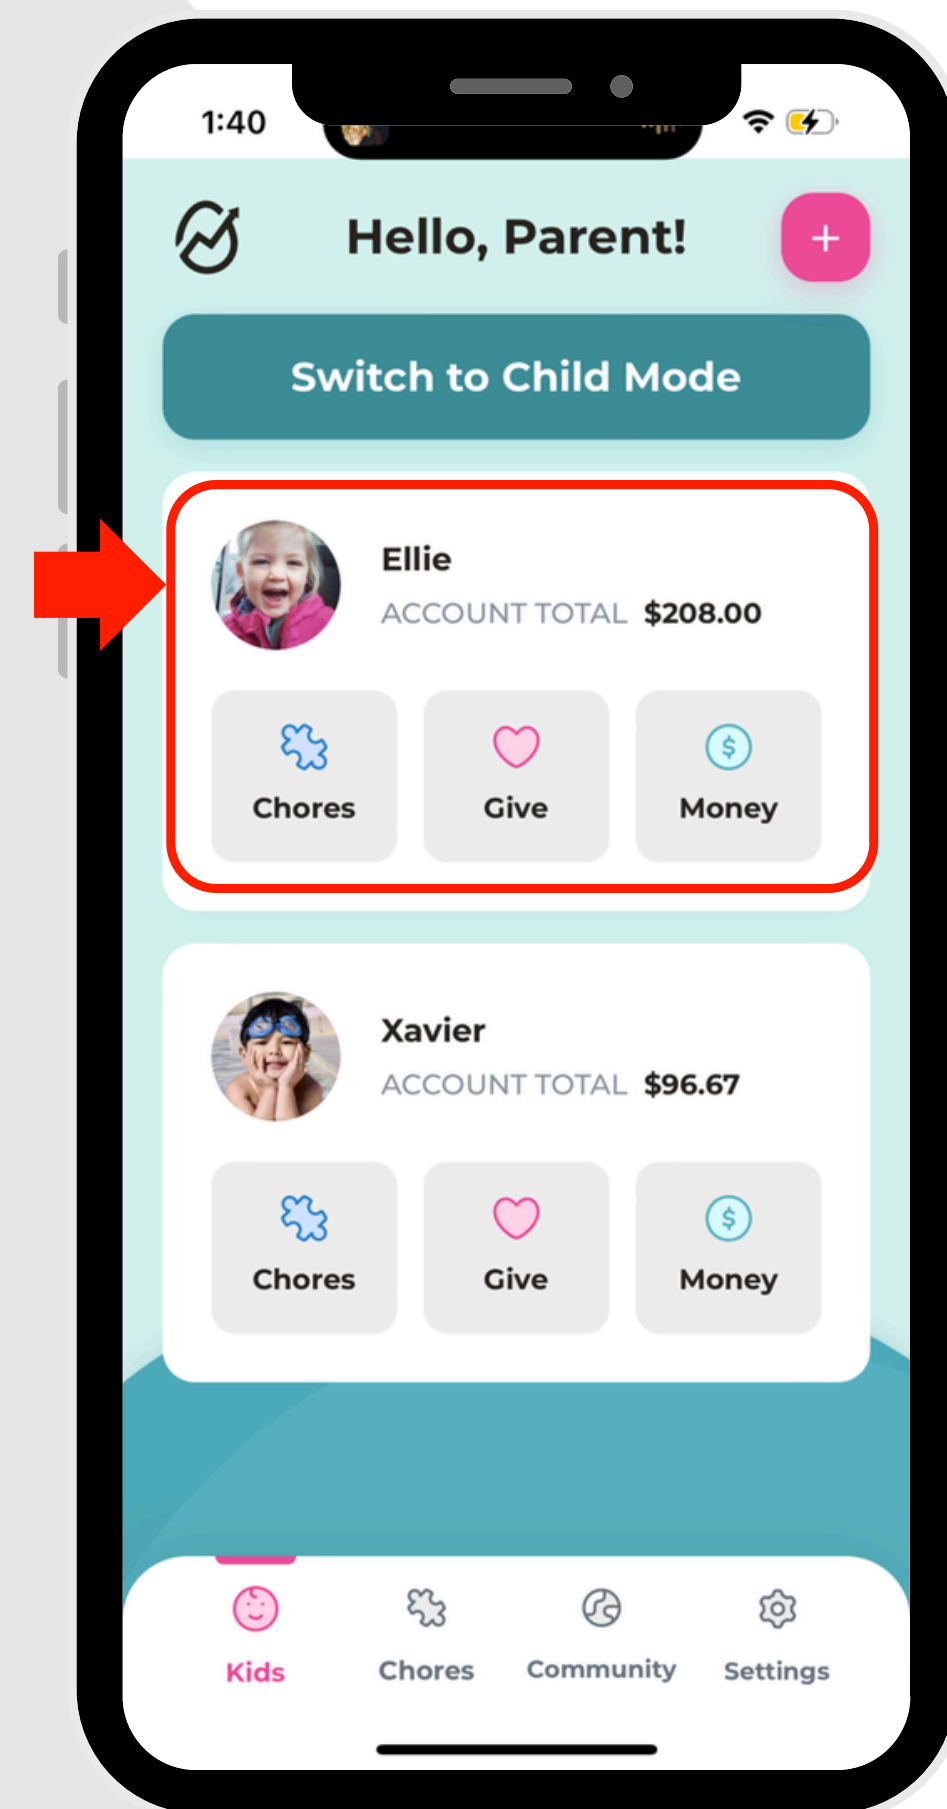 1:40
Hello, Parent!
+
Switch to Child Mode
Ellie
ACCOUNT TOTAL $208.00
Chores Give Money
Xavier
ACCOUNT TOTAL $96.67
Chores Give Money
Kids Chores Community Settings